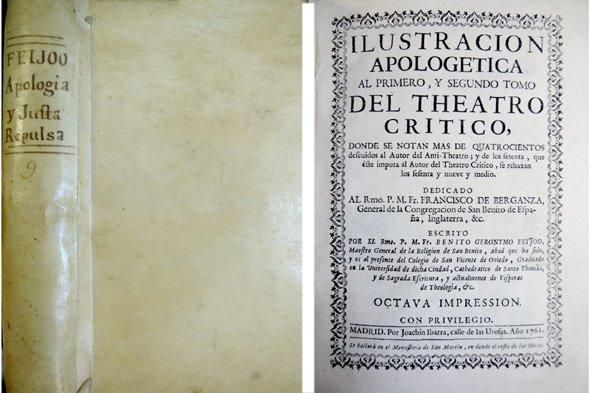 FEIJOO
Apologia
y Justa
Repulsa
9
ILUSTRACION
APOLOGETICA
AL PRIMERO, Y SEGUNDO TOMO
DEL THEATRO
CRITICO,
DONDE SE NOTAN MAS DE QUATROCIENTOS
descuidos al Autor del Anti-Theatro; y de los setenta, que
éste imputa al Autor del Theatro Critico, se rebaxan
los sesenta y nueve y medio.
DEDICADO
AL Rmo. P. M. Fr. FRANCISCO DE BERGANZA,
General de la Congregacion de San Benito de Espa-
ña, Inglaterra, &c.
ESCRITO
POR EL Rmo. P. M. Fr. BENITO GERONYMO FEIJOO,
Maestro General de la Religion de San Benito, Abad que ha sido,
y es al presente del Colegio de San Vicente de Oviedo, Graduado
en la Universidad de dicha Ciudad, Cathedratico de Santo Thomás,
y de Sagrada Escritura, y actualmente de Visperas
de Theología, &c.
OCTAVA IMPRESSION.
CON PRIVILEGIO.
MADRID. Por Joachin Ibarra, calle de las Urosas. Año 1761.
Se hallará en el Monasterio de San Martin, en donde el resto de las Obras.